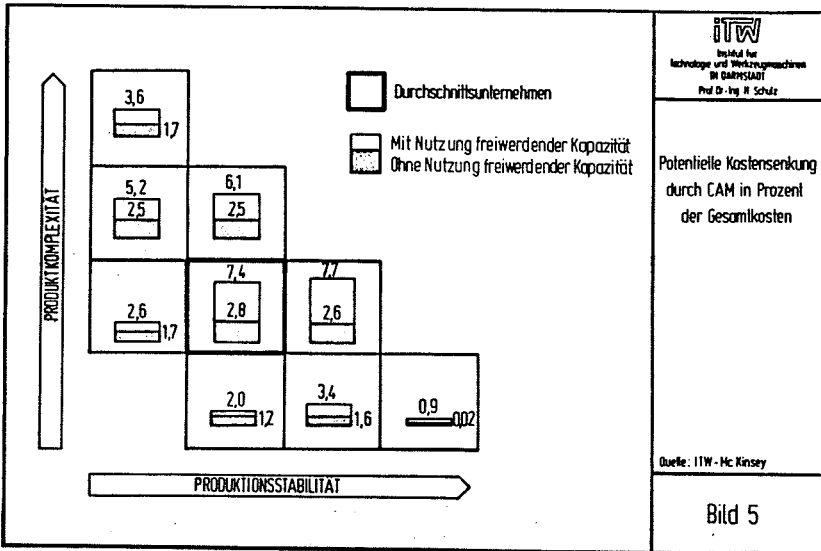 iTW
Institut für
Technologie und Werkzeugmaschinen
IN DARMSTADT
Prof Dr-Ing H Schulz
Potentielle Kostensenkung
durch CAM in Prozent
der Gesamtkosten
Durchschnittsunternehmen
Mit Nutzung freiwerdender Kapazität
Ohne Nutzung freiwerdender Kapazität
PRODUKTKOMPLEXITÄT
3,6
1,7
5,2
2,5
6,1
2,5
2,6
1,7
7,4
2,8
7,7
2,6
2,0
1,2
3,4
1,6
0,9
0,02
PRODUKTIONSSTABILITÄT
Quelle: ITW - Mc Kinsey
Bild 5